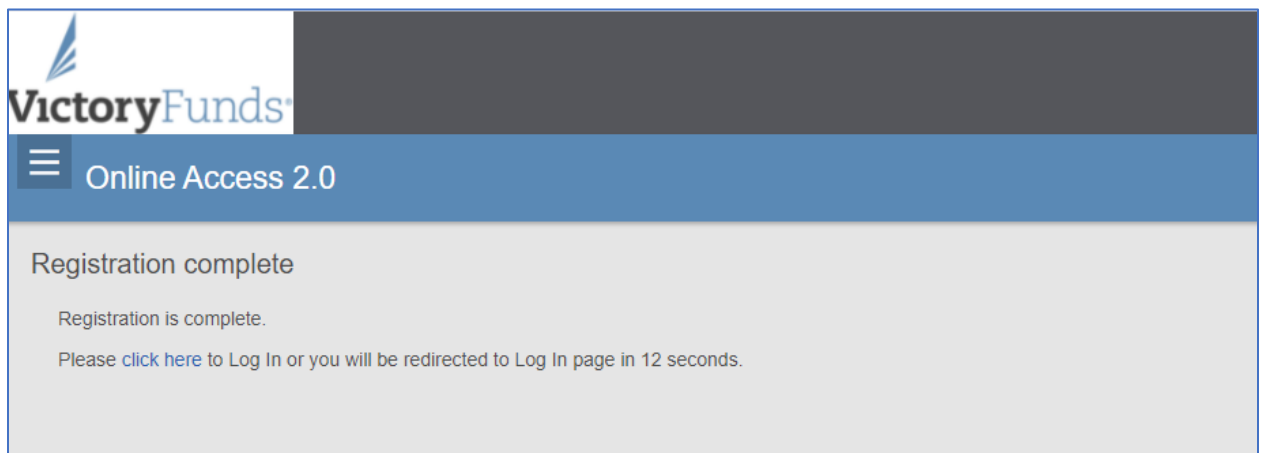 VictoryFunds®
Online Access 2.0
Registration complete
Registration is complete.
Please click here to Log In or you will be redirected to Log In page in 12 seconds.